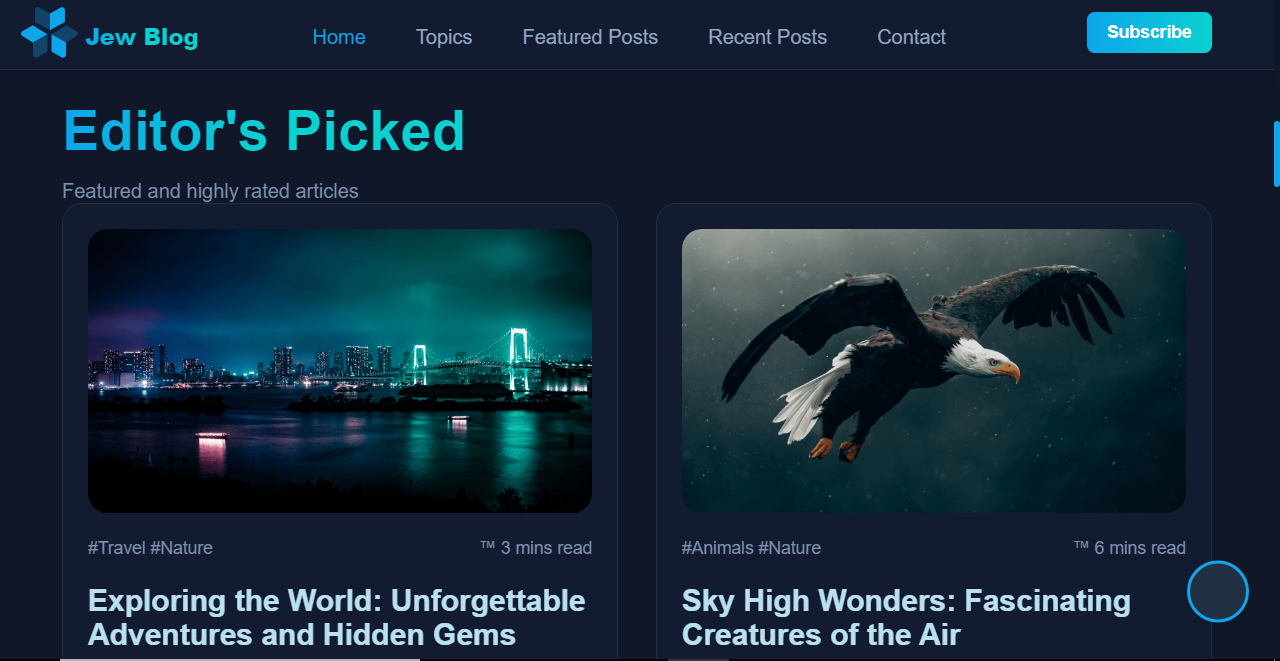 Jew Blog
Home Topics Featured Posts Recent Posts Contact
Subscribe
Editor's Picked
Featured and highly rated articles
#Travel #Nature ™ 3 mins read
Exploring the World: Unforgettable
Adventures and Hidden Gems
#Animals #Nature ™ 6 mins read
Sky High Wonders: Fascinating
Creatures of the Air